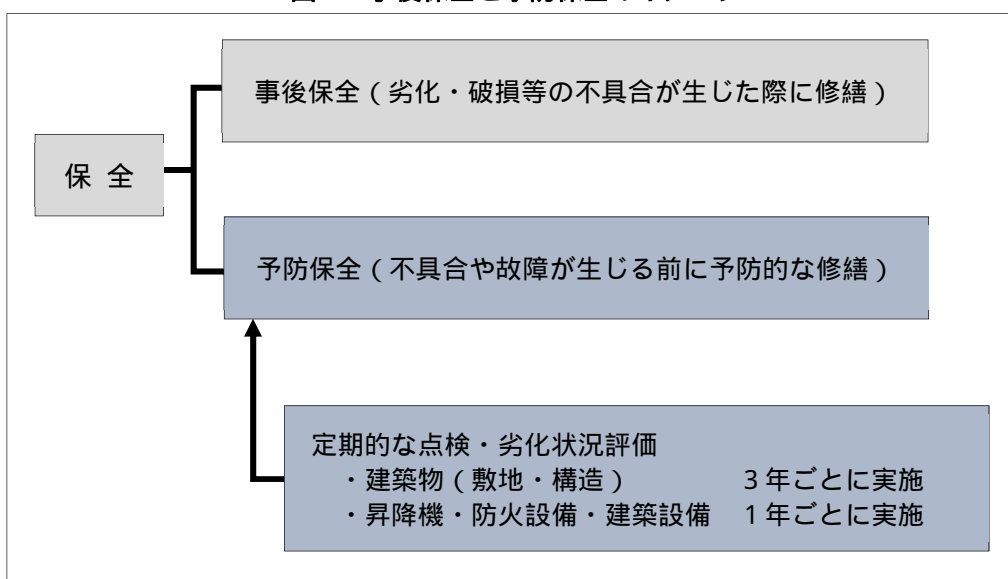 事後保全（劣化・破損等の不具合が生じた際に修繕）
保 全
予防保全（不具合や故障が生じる前に予防的な修繕）
定期的な点検・劣化状況評価
・建築物（敷地・構造） 3年ごとに実施
・昇降機・防火設備・建築設備 1年ごとに実施